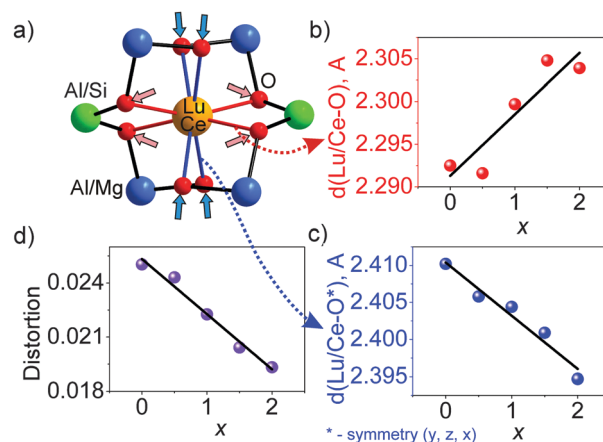 a)
Al/Si
O
Lu
Ce
Al/Mg
b)
d(Lu/Ce-O), A
2.305
2.300
2.295
2.290
0 1 2
x
d)
Distortion
0.024
0.021
0.018
0 1 2
x
c)
d(Lu/Ce-O*), A
2.410
2.405
2.400
2.395
0 1 2
x
* - symmetry (y, z, x)